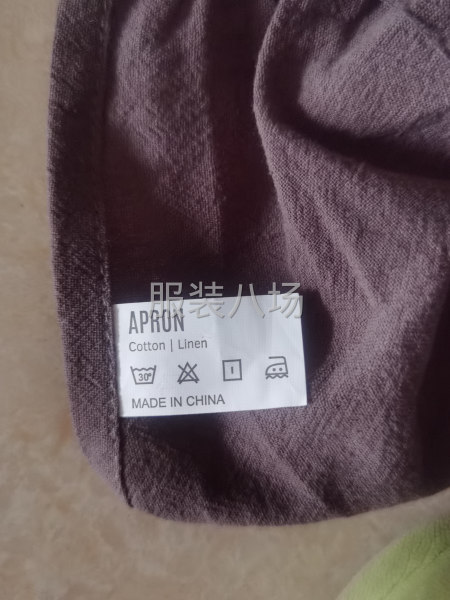 服装八场
APRON
Cotton | Linen
30°
MADE IN CHINA